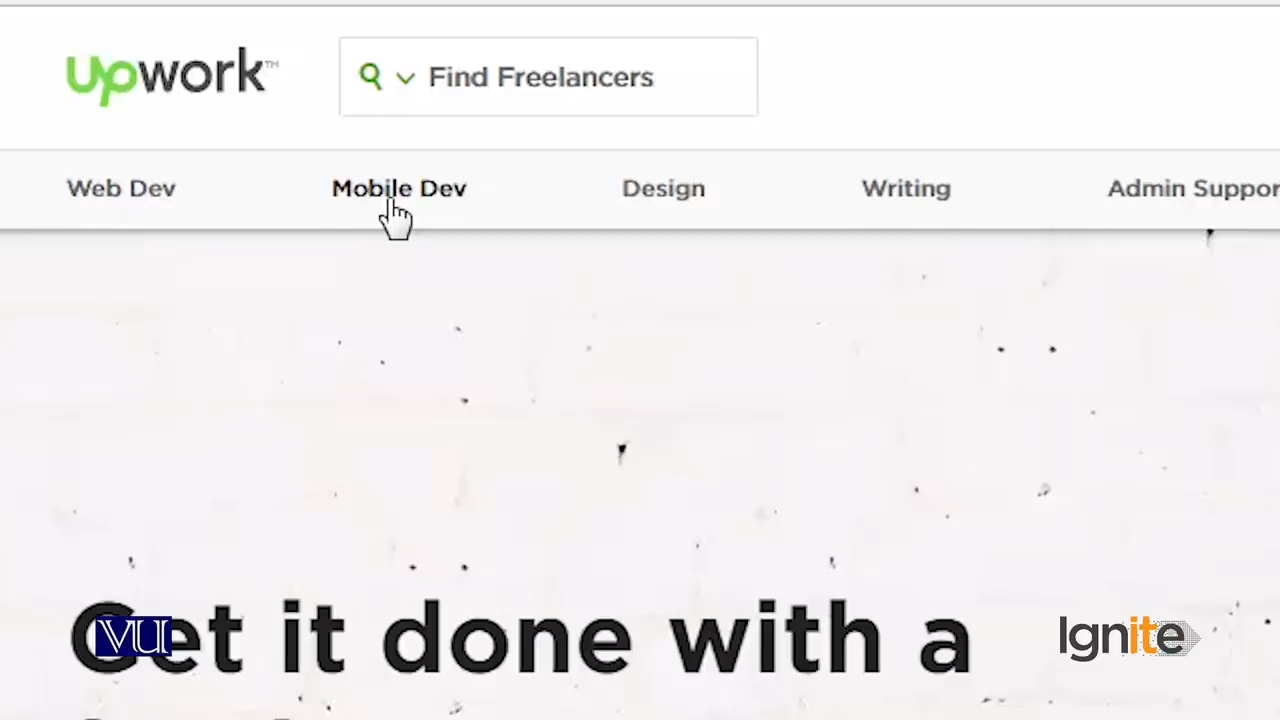 upwork™
Find Freelancers
Web Dev Mobile Dev Design Writing Admin Suppor
Get it done with a
VU
Ignite